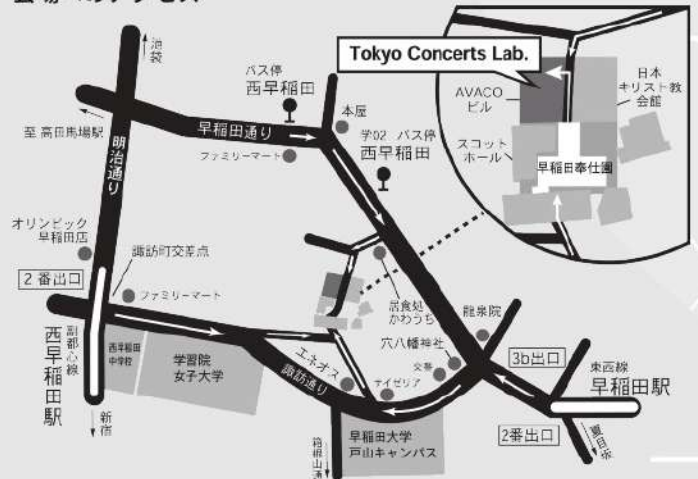 池袋
バス停
西早稲田
Tokyo Concerts Lab.
AVACO
ビル
日本
キリスト教
会館
スコット
ホール
早稲田奉仕園
至 高田馬場駅
明治通り
早稲田通り
ファミリーマート
本屋
学02 バス停
西早稲田
オリンピック
早稲田店
諏訪町交差点
2番出口
ファミリーマート
副都心線
西早稲田駅
新宿
西早稲田
中学校
学習院
女子大学
諏訪通り
エネオス
サイゼリア
居食処
かわうち
龍泉院
穴八幡神社
交番
3b出口
東西線
早稲田駅
2番出口
夏目坂
早稲田大学
戸山キャンパス
箱根山通